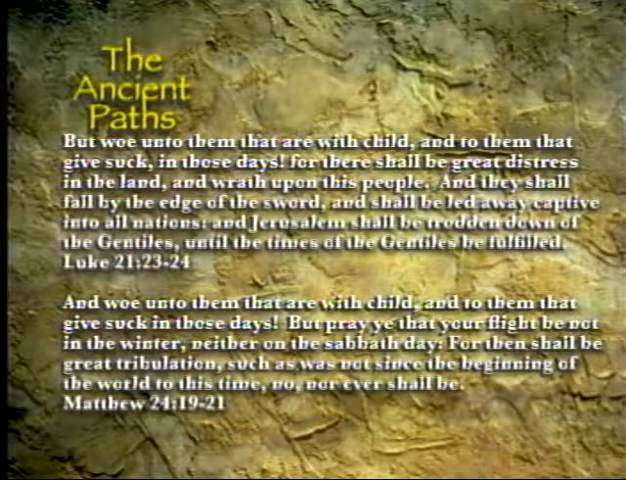 The
Ancient
Paths
But woe unto them that are with child, and to them that
give suck, in those days! for there shall be great distress
in the land, and wrath upon this people. And they shall
fall by the edge of the sword, and shall be led away captive
into all nations: and Jerusalem shall be trodden down of
the Gentiles, until the times of the Gentiles be fulfilled.
Luke 21:23-24
And woe unto them that are with child, and to them that
give suck in those days! But pray ye that your flight be not
in the winter, neither on the sabbath day: For then shall be
great tribulation, such as was not since the beginning of
the world to this time, no, nor ever shall be.
Matthew 24:19-21